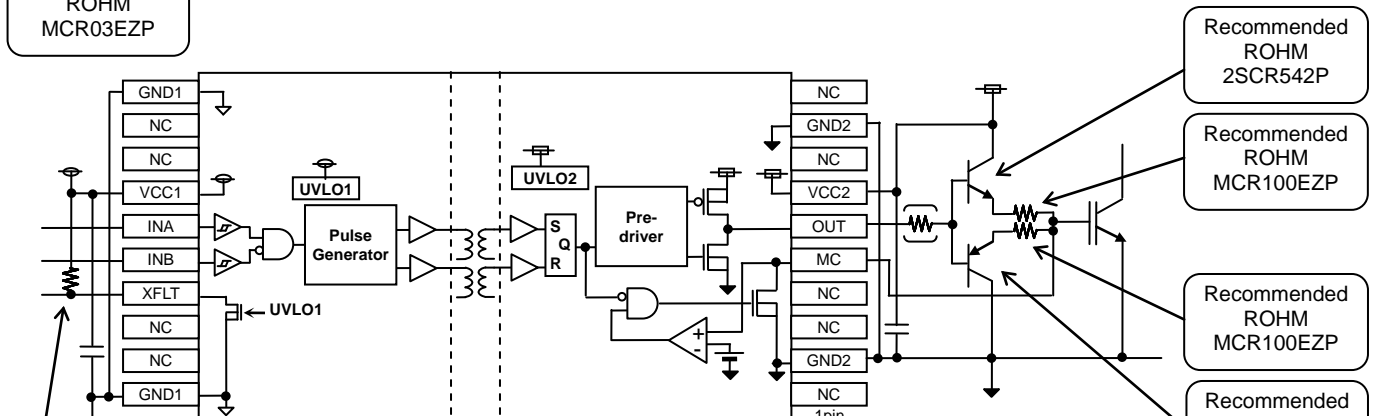 ROHM
MCR03EZP
Recommended
ROHM
2SCR542P
Recommended
ROHM
MCR100EZP
Recommended
ROHM
MCR100EZP
Recommended
GND1
NC
NC
VCC1
INA
INB
XFLT
NC
NC
GND1
UVLO1
Pulse
Generator
UVLO1
UVLO2
S
Q
R
Pre-
driver
+
-
NC
GND2
NC
VCC2
OUT
MC
NC
NC
GND2
NC
1pin